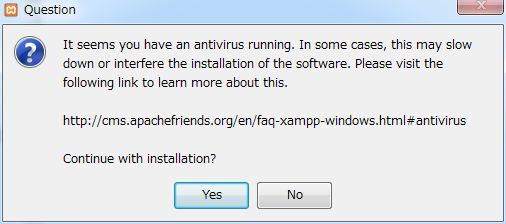 Question
It seems you have an antivirus running. In some cases, this may slow
down or interfere the installation of the software. Please visit the
following link to learn more about this.
http://cms.apachefriends.org/en/faq-xampp-windows.html#antivirus
Continue with installation?
Yes
No